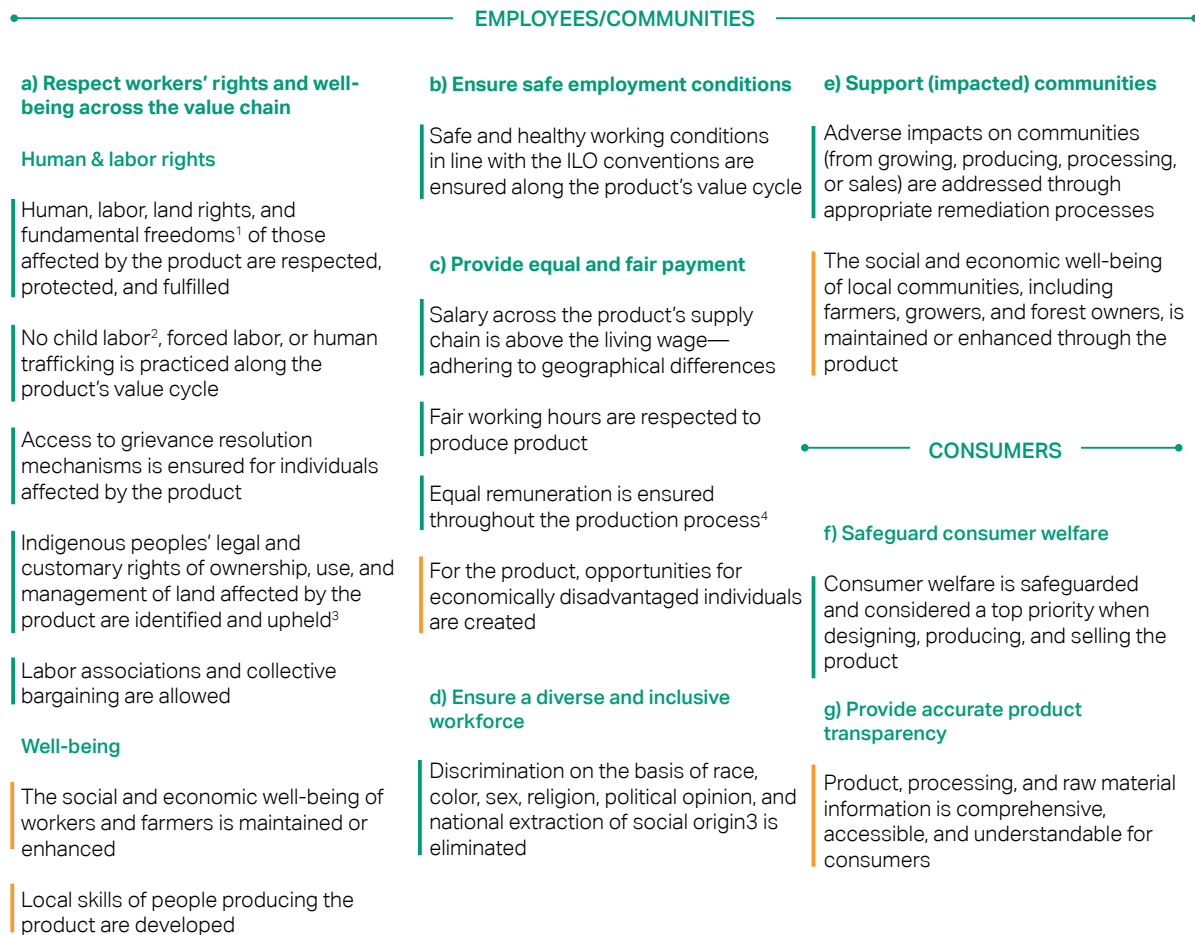 EMPLOYEES/COMMUNITIES
a) Respect workers’ rights and well-
being across the value chain
Human & labor rights
Human, labor, land rights, and
fundamental freedoms¹ of those
affected by the product are respected,
protected, and fulfilled
No child labor², forced labor, or human
trafficking is practiced along the
product’s value cycle
Access to grievance resolution
mechanisms is ensured for individuals
affected by the product
Indigenous peoples’ legal and
customary rights of ownership, use, and
management of land affected by the
product are identified and upheld³
Labor associations and collective
bargaining are allowed
Well-being
The social and economic well-being of
workers and farmers is maintained or
enhanced
Local skills of people producing the
product are developed
b) Ensure safe employment conditions
Safe and healthy working conditions
in line with the ILO conventions are
ensured along the product’s value cycle
c) Provide equal and fair payment
Salary across the product’s supply
chain is above the living wage—
adhering to geographical differences
Fair working hours are respected to
produce product
Equal remuneration is ensured
throughout the production process⁴
For the product, opportunities for
economically disadvantaged individuals
are created
d) Ensure a diverse and inclusive
workforce
Discrimination on the basis of race,
color, sex, religion, political opinion, and
national extraction of social origin3 is
eliminated
e) Support (impacted) communities
Adverse impacts on communities
(from growing, producing, processing,
or sales) are addressed through
appropriate remediation processes
The social and economic well-being
of local communities, including
farmers, growers, and forest owners, is
maintained or enhanced through the
product
CONSUMERS
f) Safeguard consumer welfare
Consumer welfare is safeguarded
and considered a top priority when
designing, producing, and selling the
product
g) Provide accurate product
transparency
Product, processing, and raw material
information is comprehensive,
accessible, and understandable for
consumers